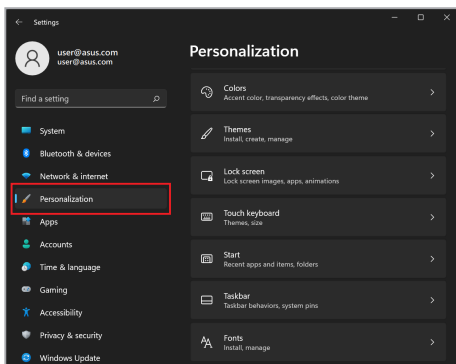 Settings
user@asus.com
user@asus.com
Find a setting
System
Bluetooth & devices
Network & internet
Personalization
Apps
Accounts
Time & language
Gaming
Accessibility
Privacy & security
Windows Update
Personalization
Colors
Accent color, transparency effects, color theme
Themes
Install, create, manage
Lock screen
Lock screen images, apps, animations
Touch keyboard
Themes, size
Start
Recent apps and items, folders
Taskbar
Taskbar behaviors, system pins
Fonts
Install, manage